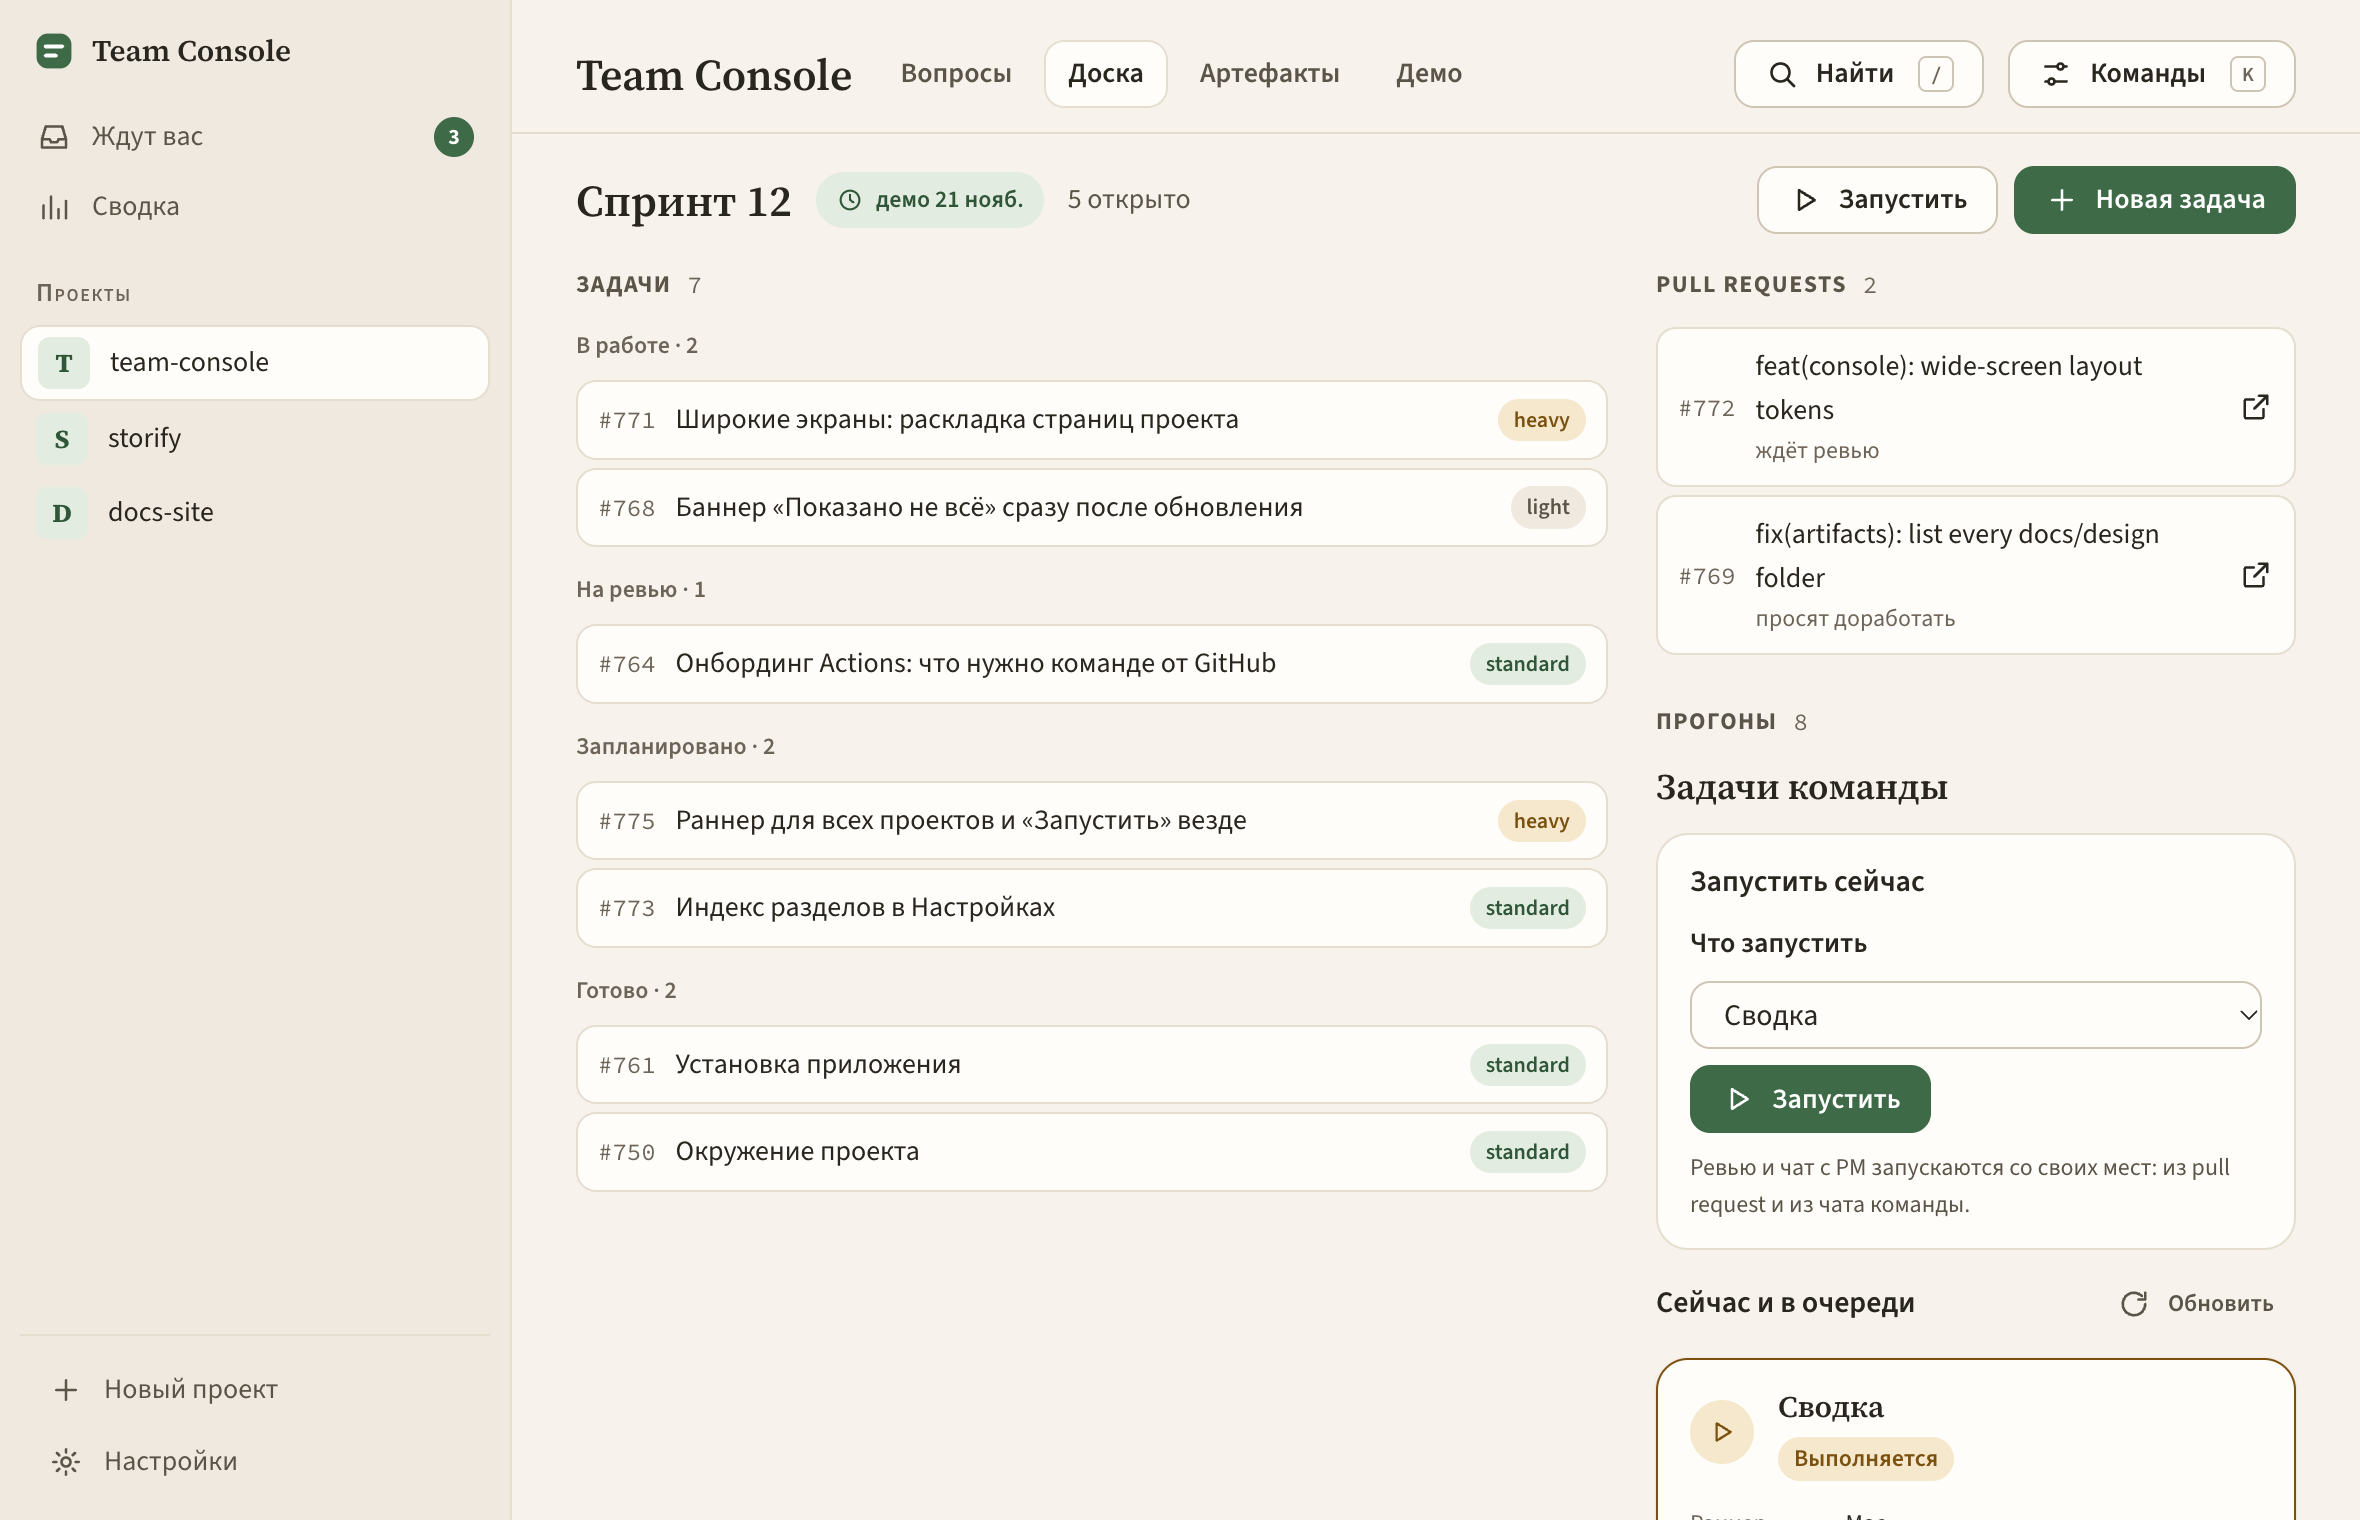 Team Console
Ждут вас
3
Сводка
Проекты
T
team-console
S
storify
D
docs-site
Новый проект
Настройки
Team Console
Вопросы
Доска
Артефакты
Демо
Найти
/
Команды
K
Спринт 12
демо 21 нояб.
5 открыто
Запустить
Новая задача
ЗАДАЧИ 7
В работе · 2
#771 Широкие экраны: раскладка страниц проекта heavy
#768 Баннер «Показано не всё» сразу после обновления light
На ревью · 1
#764 Онбординг Actions: что нужно команде от GitHub standard
Запланировано · 2
#775 Раннер для всех проектов и «Запустить» везде heavy
#773 Индекс разделов в Настройках standard
Готово · 2
#761 Установка приложения standard
#750 Окружение проекта standard
PULL REQUESTS 2
#772
feat(console): wide-screen layout
tokens
ждёт ревью
#769
fix(artifacts): list every docs/design
folder
просят доработать
ПРОГОНЫ 8
Задачи команды
Запустить сейчас
Что запустить
Сводка
Запустить
Ревью и чат с PM запускаются со своих мест: из pull
request и из чата команды.
Сейчас и в очереди
Обновить
Сводка
Выполняется